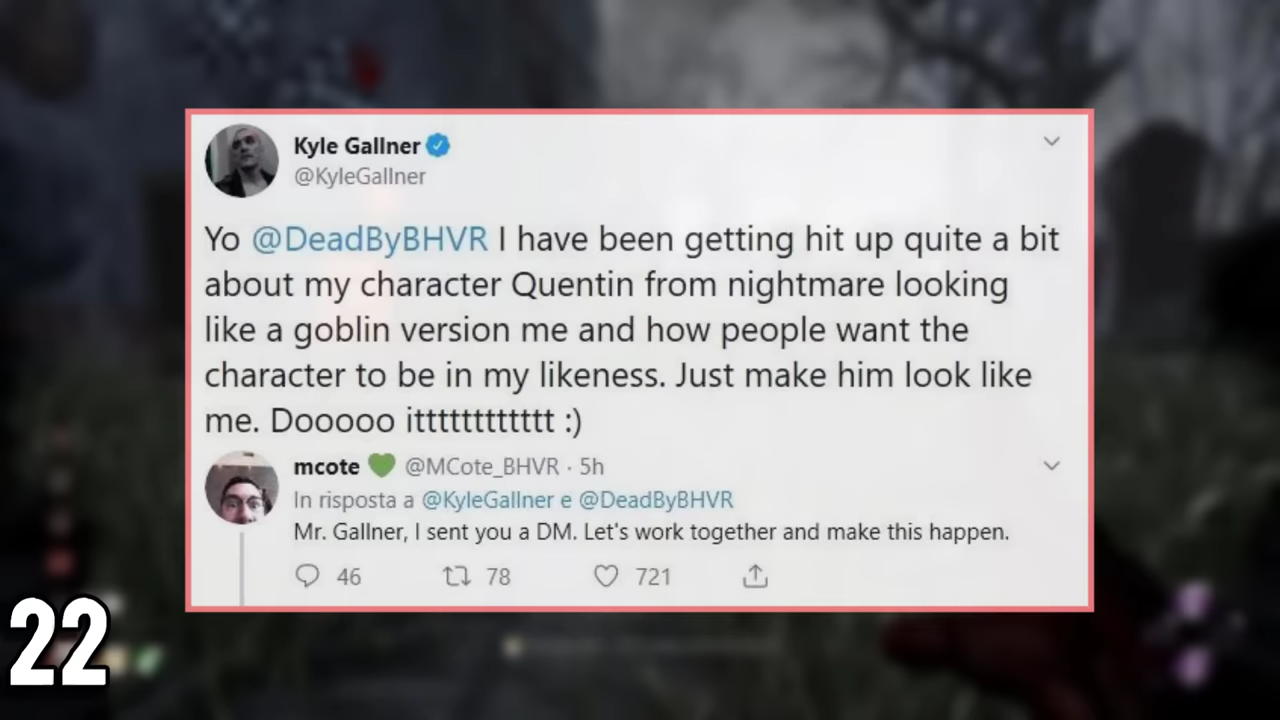 Kyle Gallner
@KyleGallner
Yo @DeadByBHVR I have been getting hit up quite a bit
about my character Quentin from nightmare looking
like a goblin version me and how people want the
character to be in my likeness. Just make him look like
me. Dooooo itttttttttttt :)
mcote 💚 @MCote_BHVR · 5h
In risposta a @KyleGallner e @DeadByBHVR
Mr. Gallner, I sent you a DM. Let's work together and make this happen.
46 78 721
22